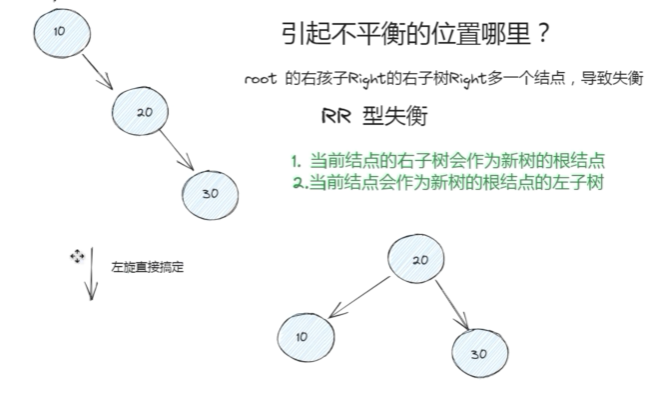 10
引起不平衡的位置哪里？
root 的右孩子Right的右子树Right多一个结点，导致失衡
20
RR 型失衡
1. 当前结点的右子树会作为新树的根结点
2.当前结点会作为新树的根结点的左子树
30
左旋直接搞定
20
10
30